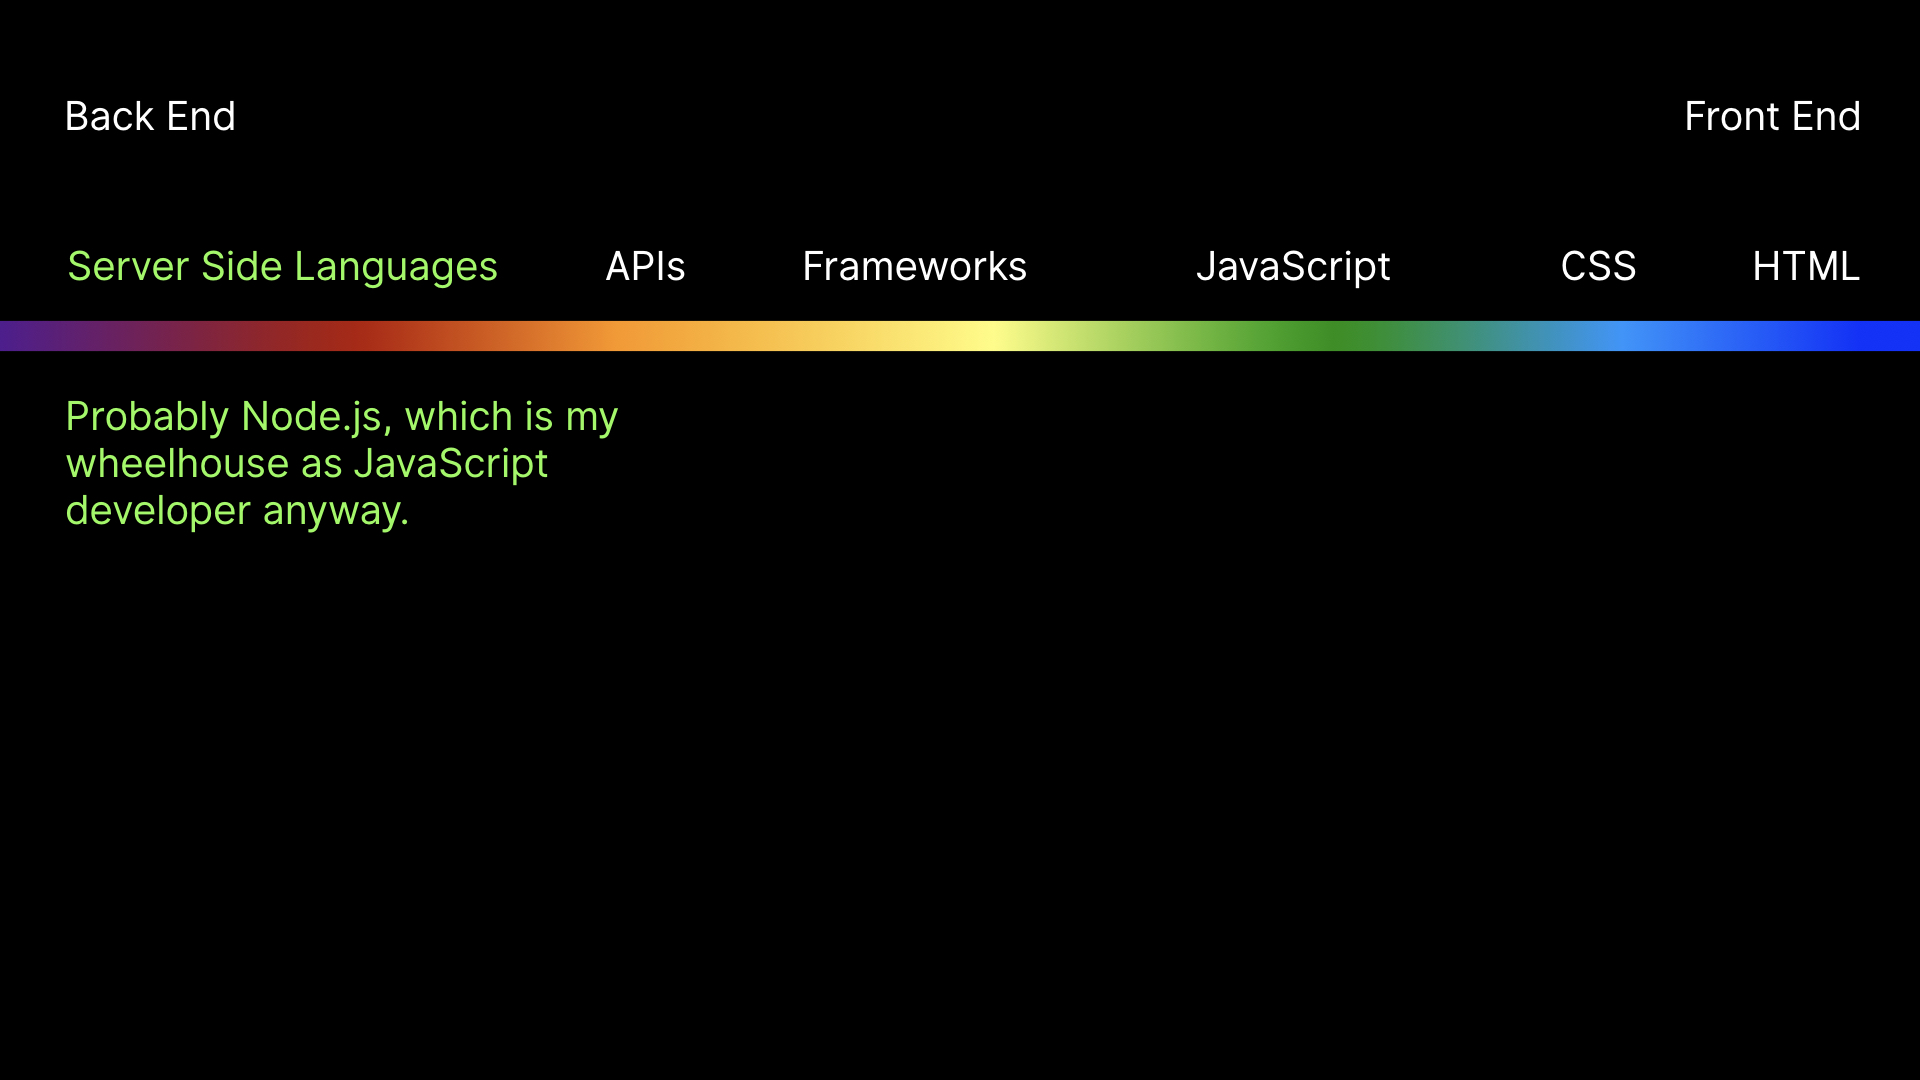 Back End
Front End
Server Side Languages
APIs
Frameworks
JavaScript
CSS
HTML
Probably Node.js, which is my
wheelhouse as JavaScript
developer anyway.